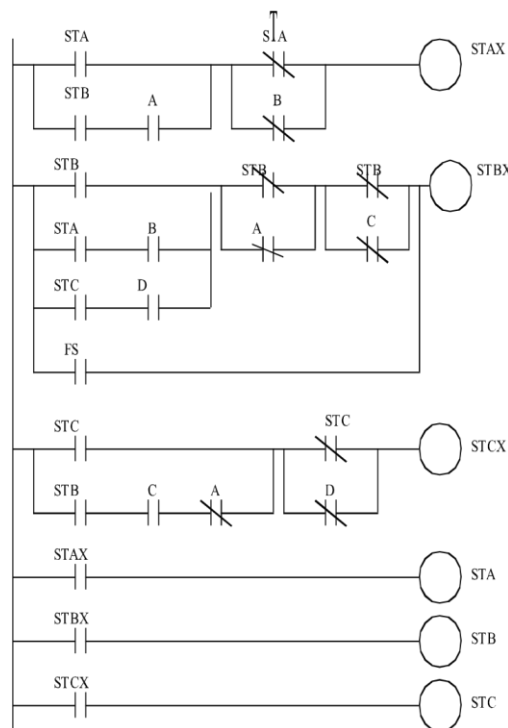 T
STA STA STAX
STB A B
STB STB STB STBX
STA B A C
STC D
FS
STC STC STCX
STB C A D
STAX STA
STBX STB
STCX STC